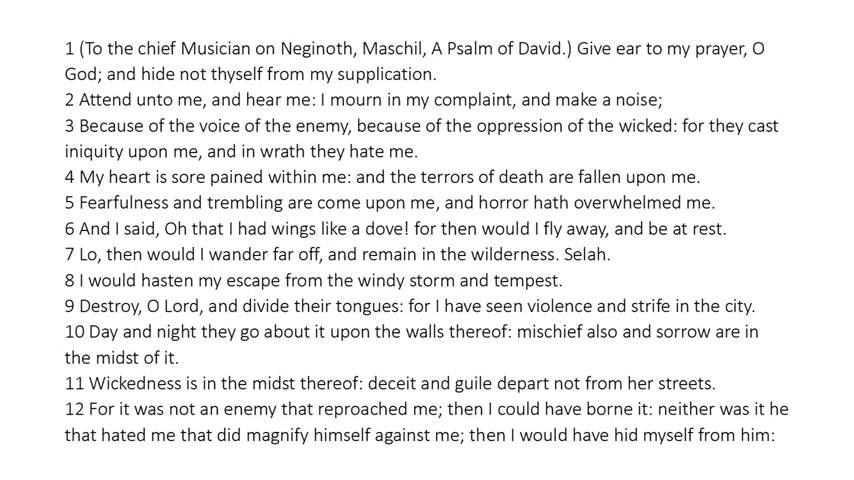 1 (To the chief Musician on Neginoth, Maschil, A Psalm of David.) Give ear to my prayer, O
God; and hide not thyself from my supplication.
2 Attend unto me, and hear me: I mourn in my complaint, and make a noise;
3 Because of the voice of the enemy, because of the oppression of the wicked: for they cast
iniquity upon me, and in wrath they hate me.
4 My heart is sore pained within me: and the terrors of death are fallen upon me.
5 Fearfulness and trembling are come upon me, and horror hath overwhelmed me.
6 And I said, Oh that I had wings like a dove! for then would I fly away, and be at rest.
7 Lo, then would I wander far off, and remain in the wilderness. Selah.
8 I would hasten my escape from the windy storm and tempest.
9 Destroy, O Lord, and divide their tongues: for I have seen violence and strife in the city.
10 Day and night they go about it upon the walls thereof: mischief also and sorrow are in
the midst of it.
11 Wickedness is in the midst thereof: deceit and guile depart not from her streets.
12 For it was not an enemy that reproached me; then I could have borne it: neither was it he
that hated me that did magnify himself against me; then I would have hid myself from him: